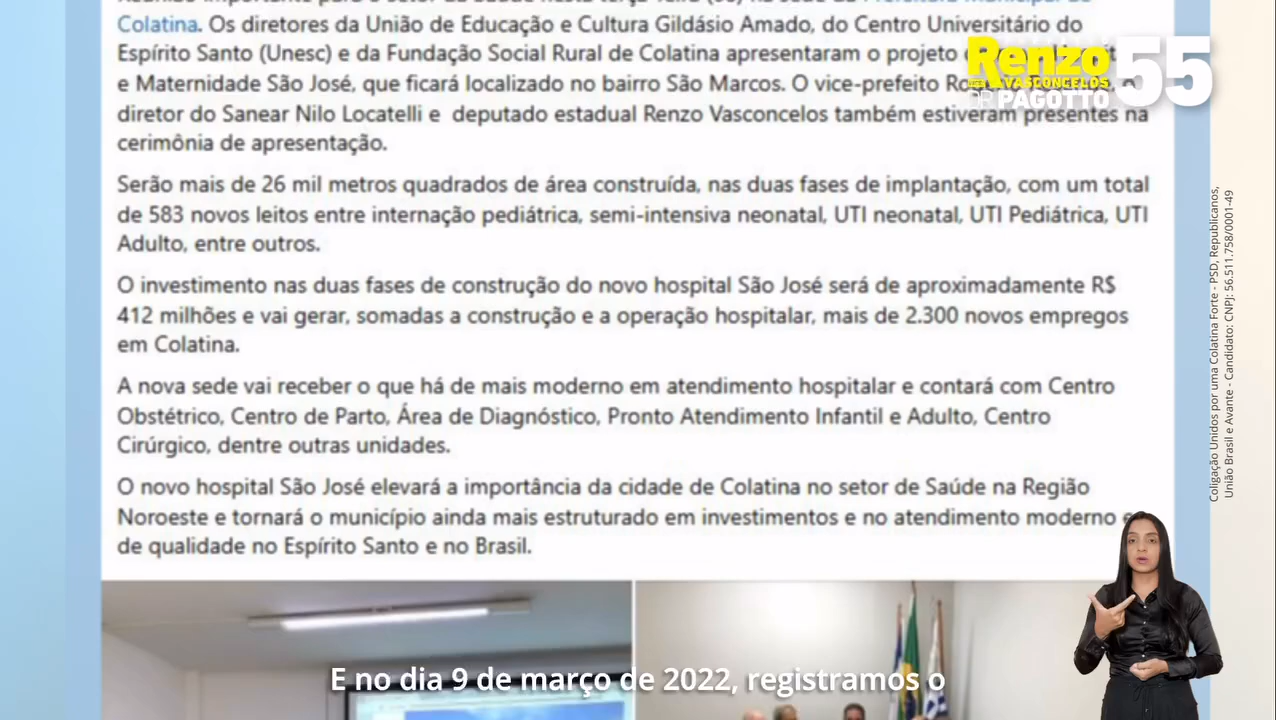 Colatina. Os diretores da União de Educação e Cultura Gildásio Amado, do Centro Universitário do
Espírito Santo (Unesc) e da Fundação Social Rural de Colatina apresentaram o projeto
e Maternidade São José, que ficará localizado no bairro São Marcos. O vice-prefeito
diretor do Sanear Nilo Locatelli e deputado estadual Renzo Vasconcelos também estiveram presentes na
cerimônia de apresentação.
Serão mais de 26 mil metros quadrados de área construída, nas duas fases de implantação, com um total
de 583 novos leitos entre internação pediátrica, semi-intensiva neonatal, UTI neonatal, UTI Pediátrica, UTI
Adulto, entre outros.
O investimento nas duas fases de construção do novo hospital São José será de aproximadamente R$
412 milhões e vai gerar, somadas a construção e a operação hospitalar, mais de 2.300 novos empregos
em Colatina.
A nova sede vai receber o que há de mais moderno em atendimento hospitalar e contará com Centro
Obstétrico, Centro de Parto, Área de Diagnóstico, Pronto Atendimento Infantil e Adulto, Centro
Cirúrgico, dentre outras unidades.
O novo hospital São José elevará a importância da cidade de Colatina no setor de Saúde na Região
Noroeste e tornará o município ainda mais estruturado em investimentos e no atendimento moderno e
de qualidade no Espírito Santo e no Brasil.
Renzo 55
VASCONCELOS
PAGOTTO
Coligação Unidos por uma Colatina Forte - PSD, Republicanos,
União Brasil e Avante - Candidato: CNPJ: 56.511.758/0001-49
E no dia 9 de março de 2022, registramos o